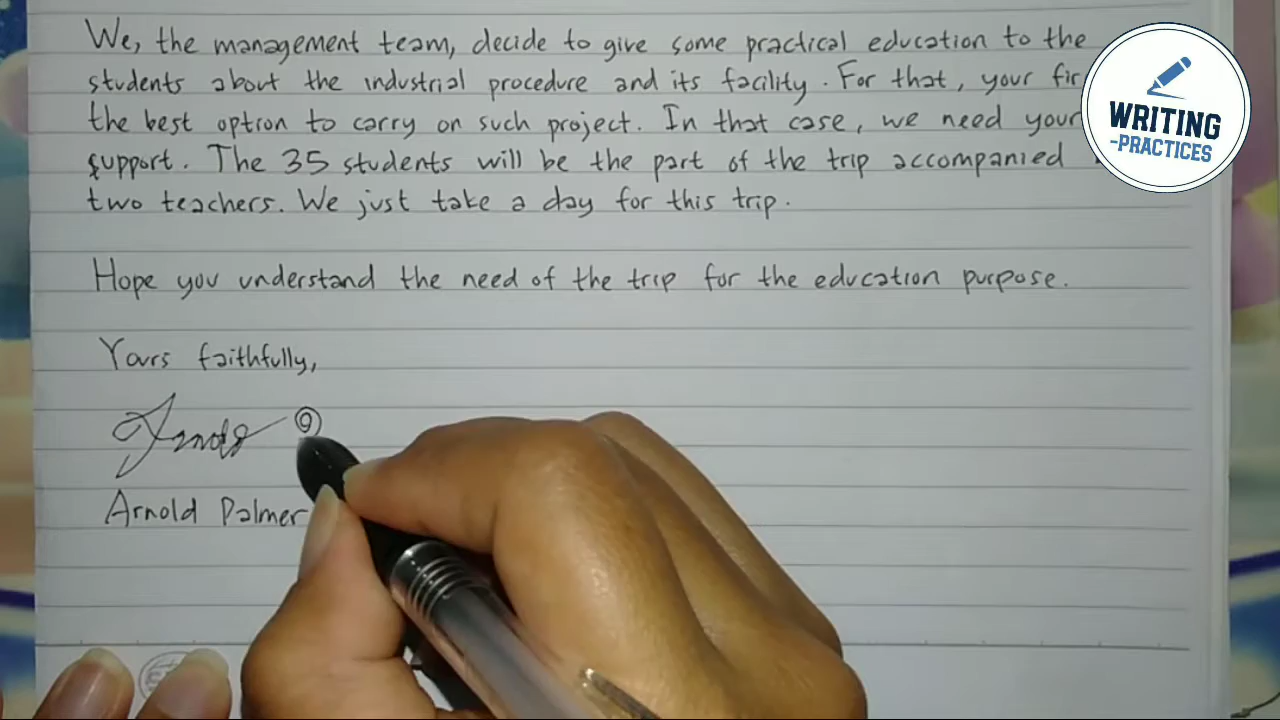 We, the management team, decide to give some practical education to the
students about the industrial procedure and its facility. For that, your
the best option to carry on such project. In that case, we need your
support. The 35 students will be the part of the trip accompanied
two teachers. We just take a day for this trip.
Hope you understand the need of the trip for the education purpose.
Yours faithfully,
Arnold Palmer
WRITING
-PRACTICES